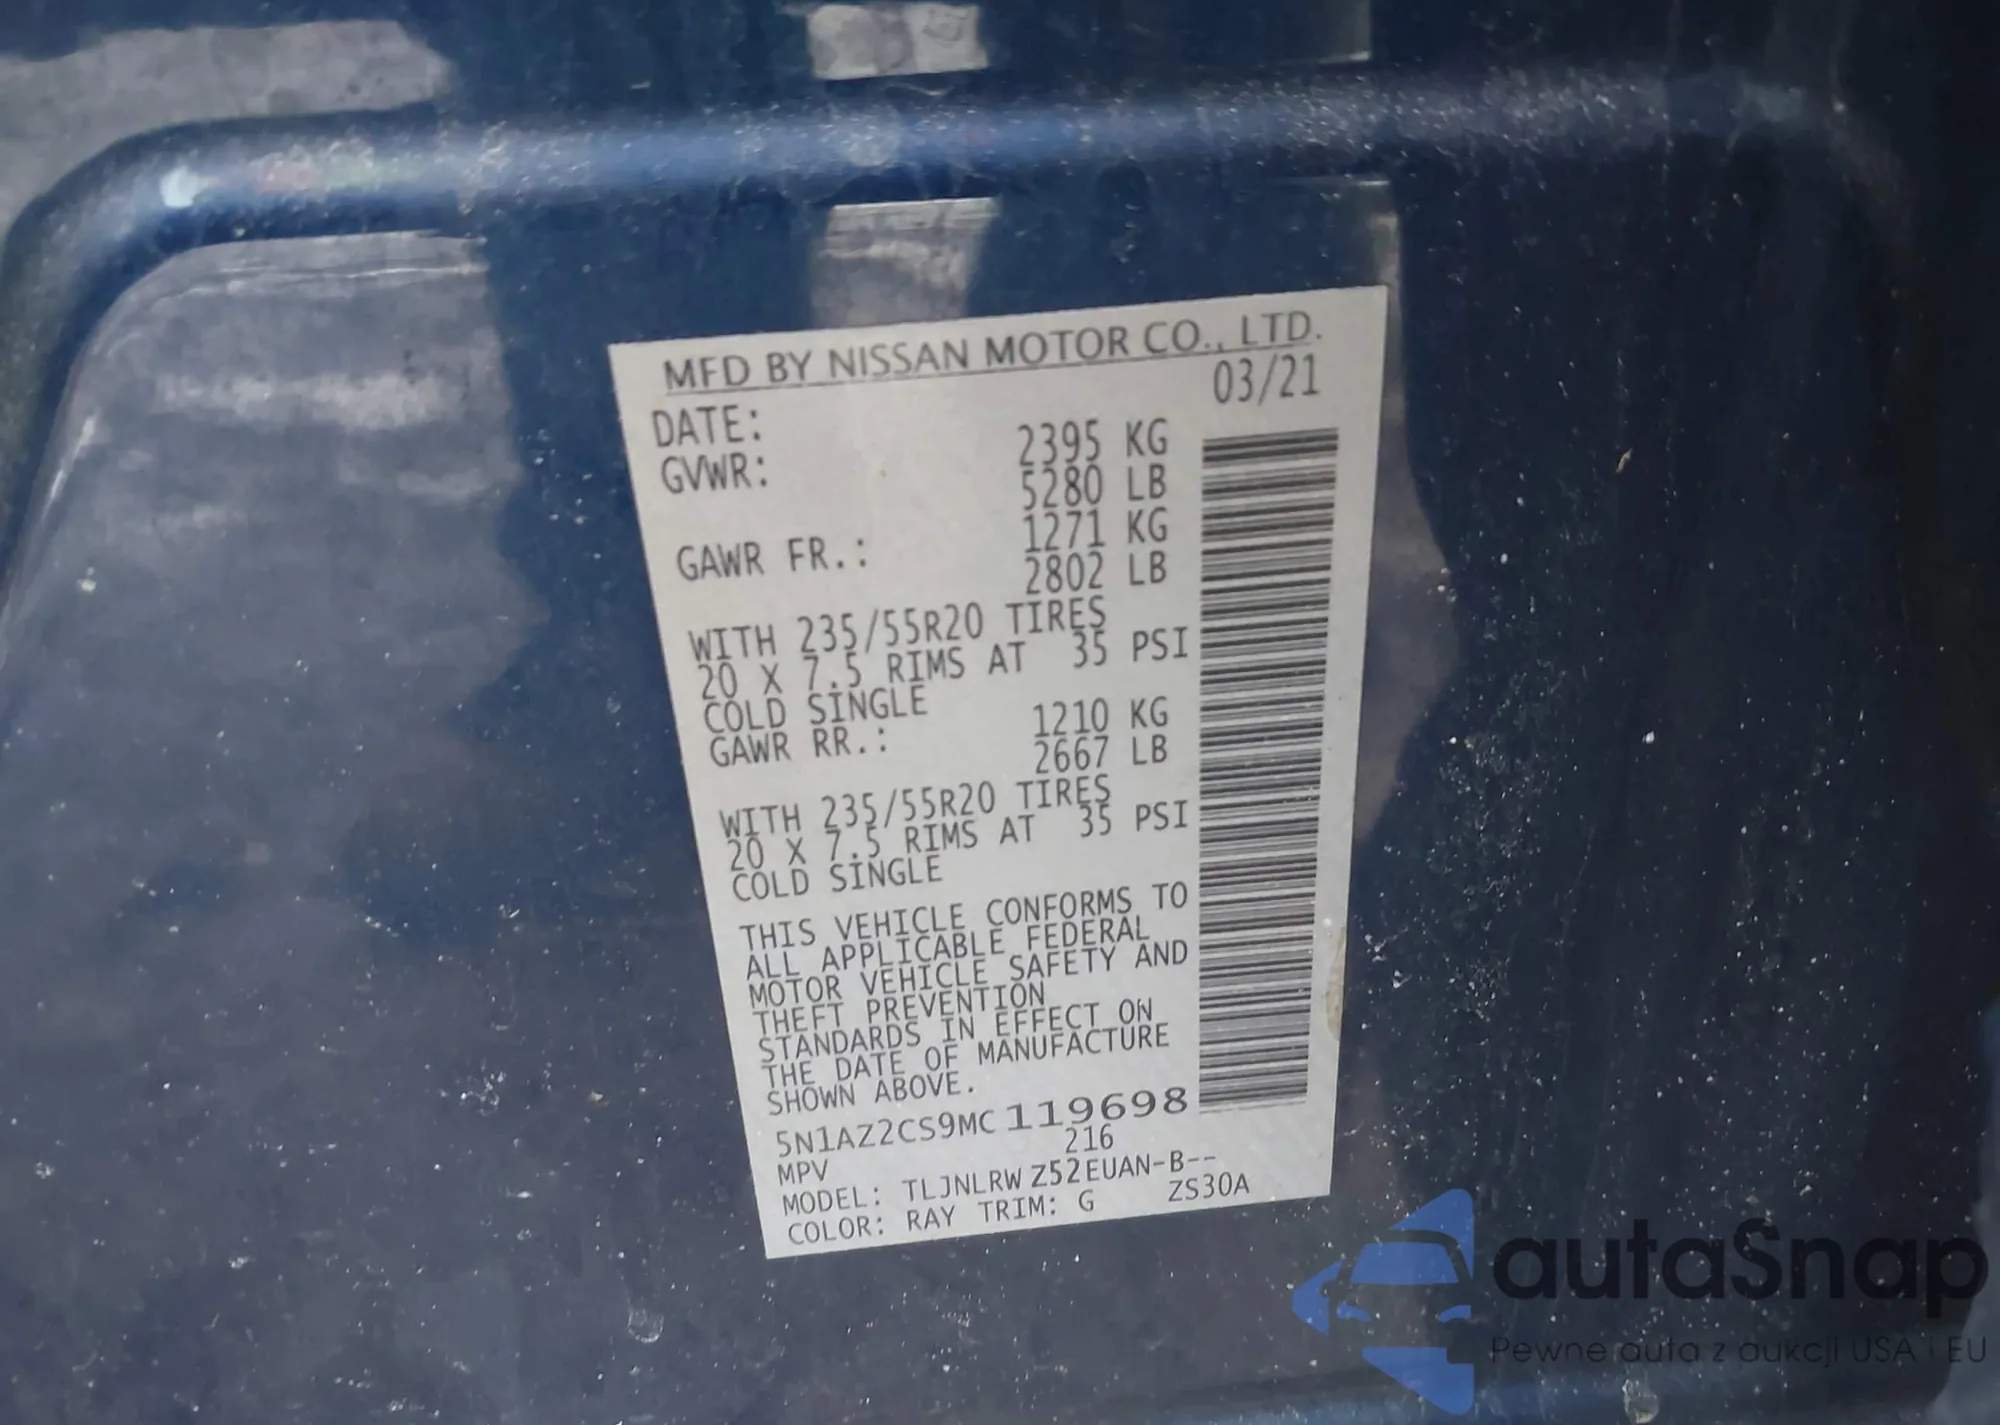 MFD BY NISSAN MOTOR CO., LTD.
DATE: 03/21
GVWR: 2395 KG
5280 LB
GAWR FR.: 1271 KG
2802 LB
WITH 235/55R20 TIRES
20 X 7.5 RIMS AT 35 PSI
COLD SINGLE
GAWR RR.: 1210 KG
2667 LB
WITH 235/55R20 TIRES
20 X 7.5 RIMS AT 35 PSI
COLD SINGLE
THIS VEHICLE CONFORMS TO
ALL APPLICABLE FEDERAL
MOTOR VEHICLE SAFETY AND
THEFT PREVENTION
STANDARDS IN EFFECT ON
THE DATE OF MANUFACTURE
SHOWN ABOVE.
5N1AZ2CS9MC119698
MPV 216
MODEL: TLJNLRW Z52EUAN-B--
COLOR: RAY TRIM: G ZS30A
autaSnap
Pewne auta z aukcji USA i EU